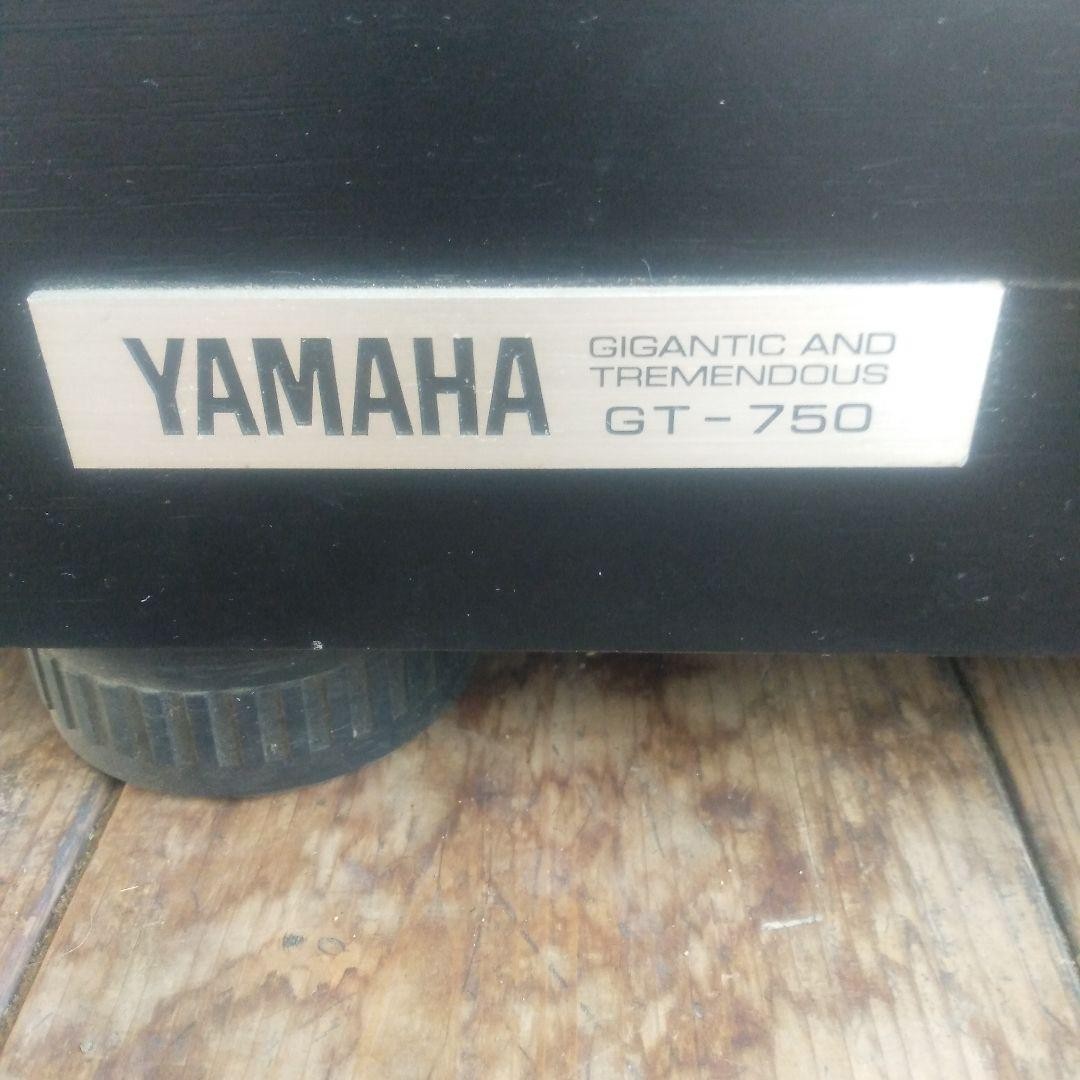 YAMAHA
GIGANTIC AND
TREMENDOUS
GT-750